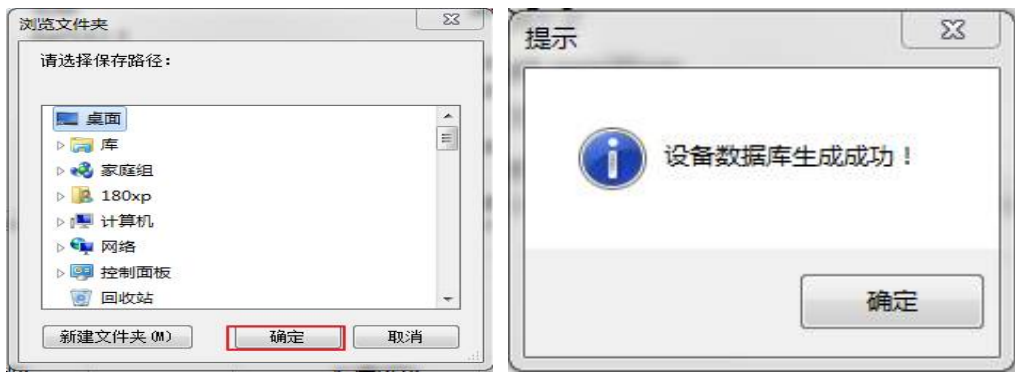 浏览文件夹
请选择保存路径：
桌面
库
家庭组
180xp
计算机
网络
控制面板
回收站
新建文件夹(M)
确定
取消
提示
设备数据库生成成功！
确定